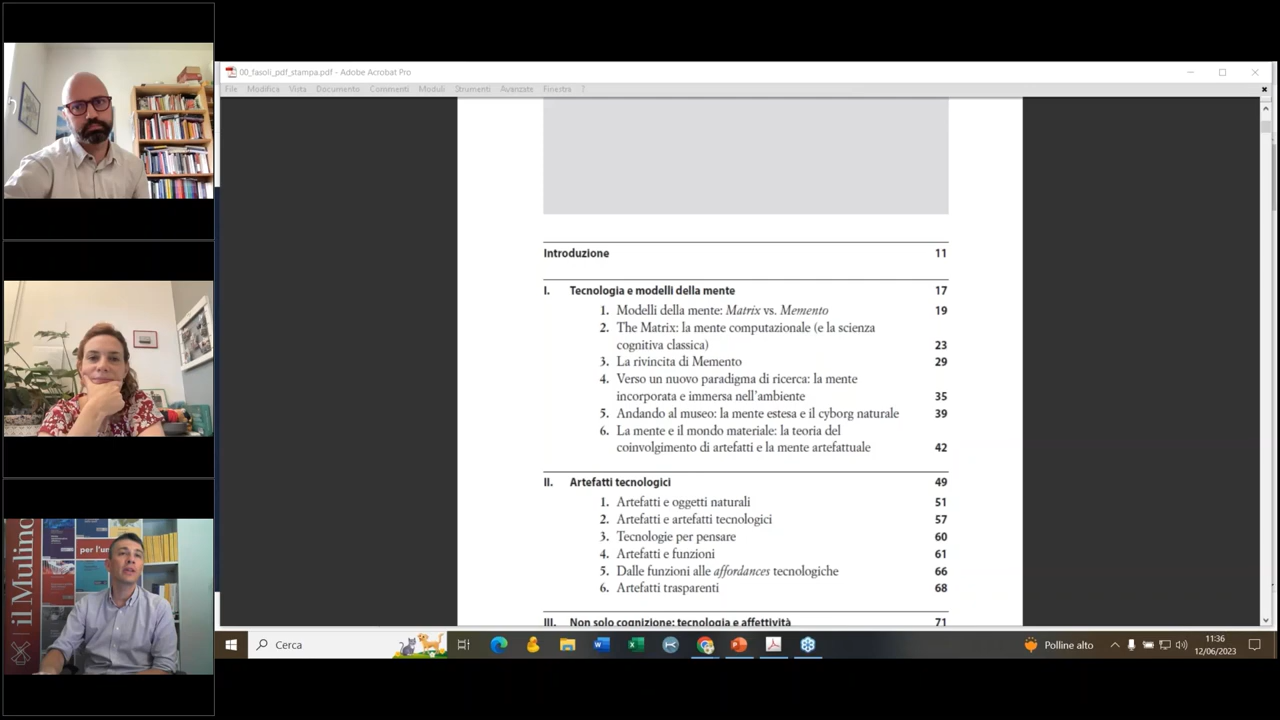 00_fasoli_pdf_stampa.pdf - Adobe Acrobat Pro
File Modifica Vista Documento Commenti Moduli Strumenti Avanzate Finestra ?
Introduzione 11
I. Tecnologia e modelli della mente 17
1. Modelli della mente: Matrix vs. Memento 19
2. The Matrix: la mente computazionale (e la scienza
cognitiva classica) 23
3. La rivincita di Memento 29
4. Verso un nuovo paradigma di ricerca: la mente
incorporata e immersa nell'ambiente 35
5. Andando al museo: la mente estesa e il cyborg naturale 39
6. La mente e il mondo materiale: la teoria del
coinvolgimento di artefatti e la mente artefattuale 42
II. Artefatti tecnologici 49
1. Artefatti e oggetti naturali 51
2. Artefatti e artefatti tecnologici 57
3. Tecnologie per pensare 60
4. Artefatti e funzioni 61
5. Dalle funzioni alle affordances tecnologiche 66
6. Artefatti trasparenti 68
III. Non solo cognizione: tecnologia e affettività 71
il Mulino
per l'un
Cerca
Polline alto
11:36
12/06/2023